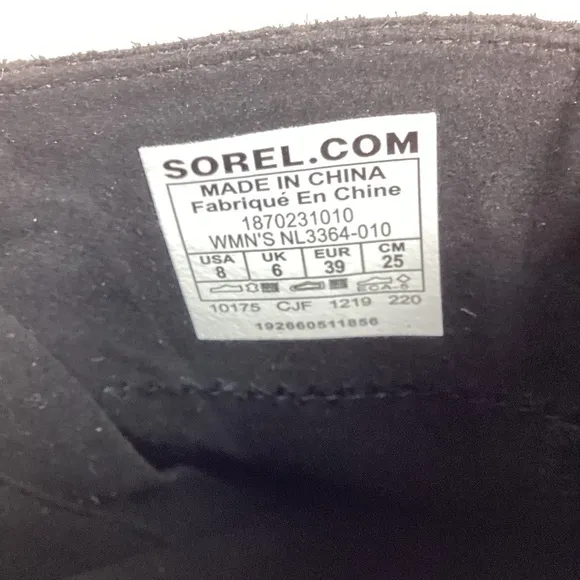 SOREL.COM
MADE IN CHINA
Fabriqué En Chine
1870231010
WMN'S NL3364-010
USA UK EUR CM
8 6 39 25
ECA-S
10175 CJF 1219 220
192660511856